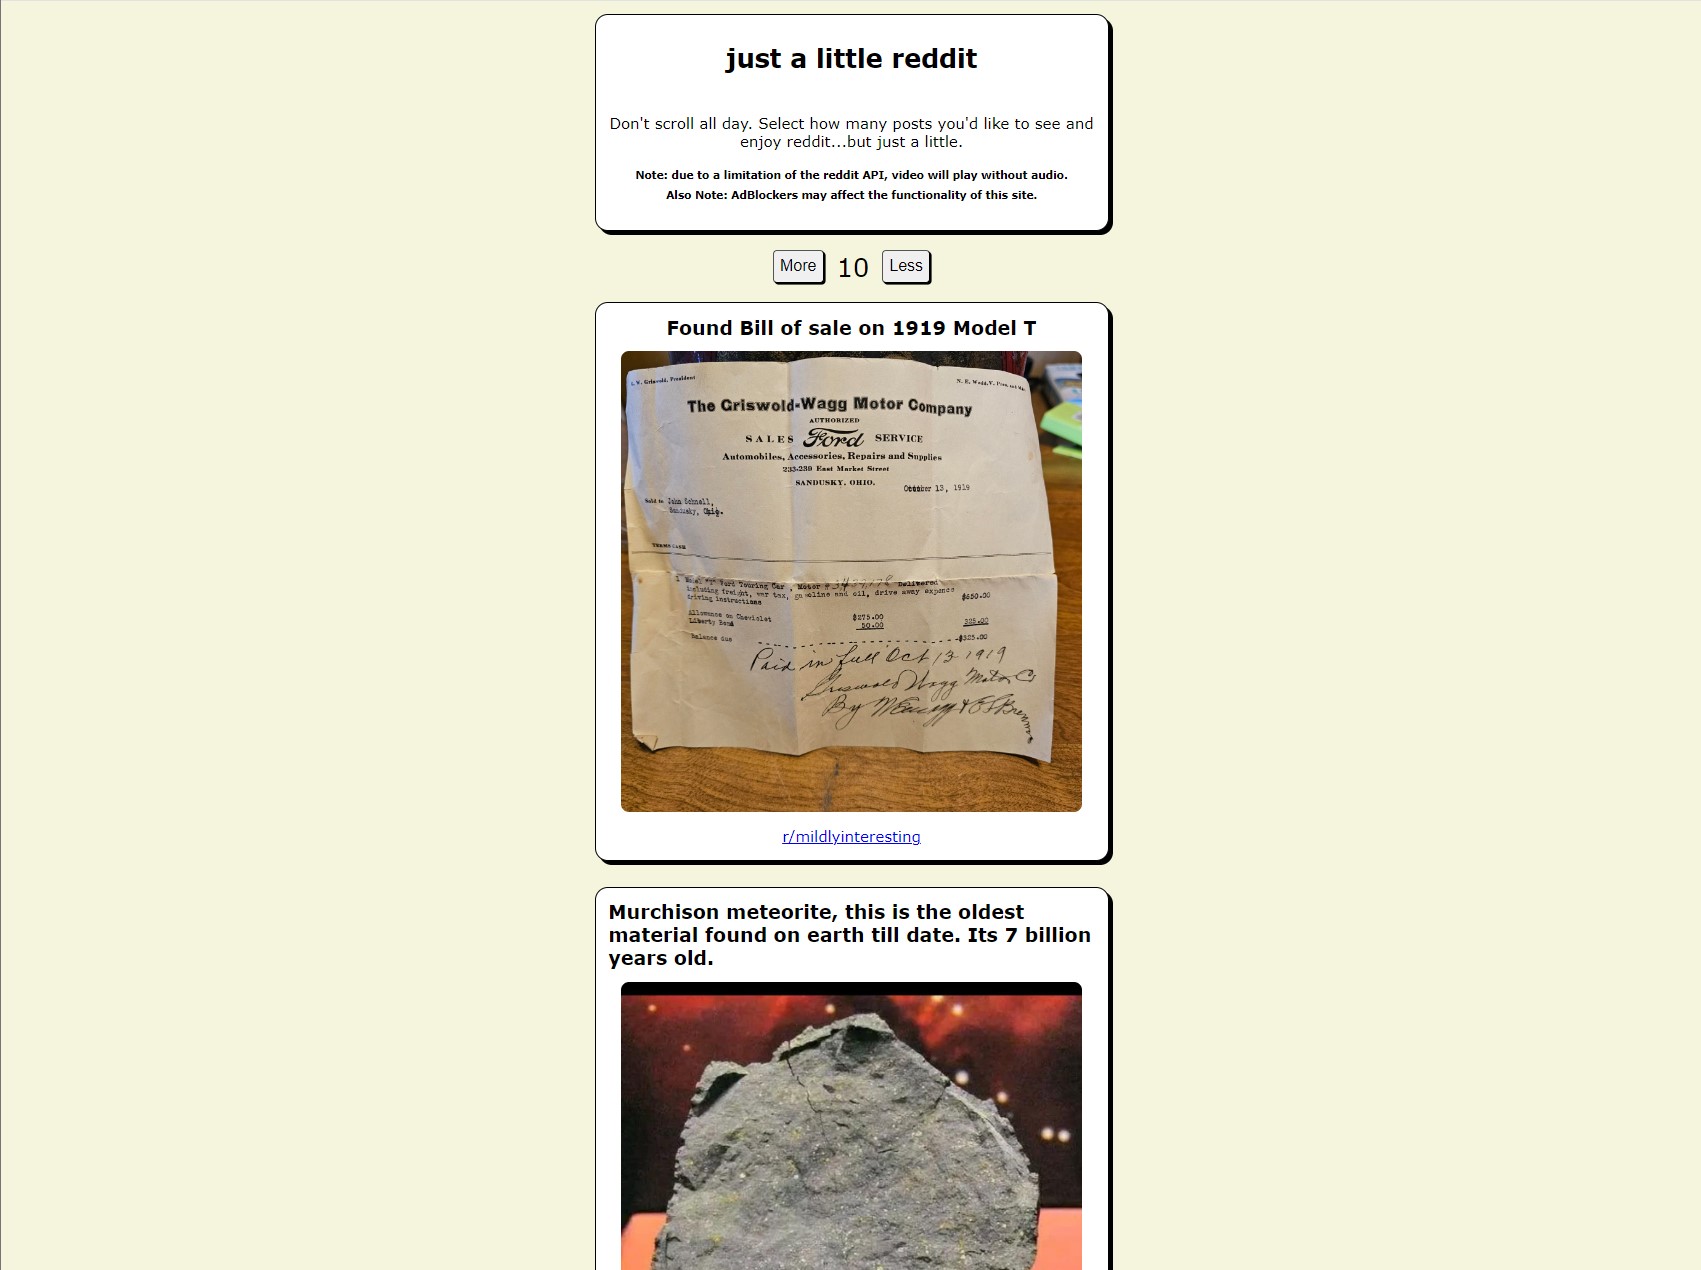 just a little reddit
Don't scroll all day. Select how many posts you'd like to see and
enjoy reddit...but just a little.
Note: due to a limitation of the reddit API, video will play without audio.
Also Note: AdBlockers may affect the functionality of this site.
More 10 Less
Found Bill of sale on 1919 Model T
W. Griswold, President
N. E. Wagg, V.
The Griswold-Wagg Motor Company
AUTHORIZED
SALES Ford SERVICE
Automobiles, Accessories, Repairs and Supplies
233-239 East Market Street
SANDUSKY, OHIO.
October 13, 1919
Sold to John Schnell,
Sandusky, Ohio.
TERMS CASH
1 Model "T" Ford Touring Car, Motor # Delivered
including freight, war tax, gasoline and oil, drive away expense
driving instructions $650.00
Allowance on Chevrolet $275.00
Liberty Bond 50.00 325.00
Balance due $325.00
Paid in full Oct 13 1919
Griswold Wagg Motor Co
By
r/mildlyinteresting
Murchison meteorite, this is the oldest
material found on earth till date. Its 7 billion
years old.